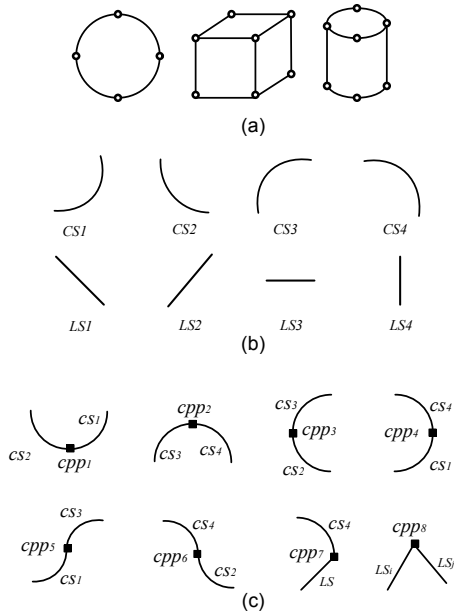 (a)
CS1 CS2 CS3 CS4
LS1 LS2 LS3 LS4
(b)
cs2 cpp1 cs1
cs3 cpp2 cs4
cs3 cpp3 cs2
cs4 cpp4 cs1
cs3 cpp5 cs1
cs4 cpp6 cs2
cs4 cpp7 LS
cpp8 LSi LSj
(c)